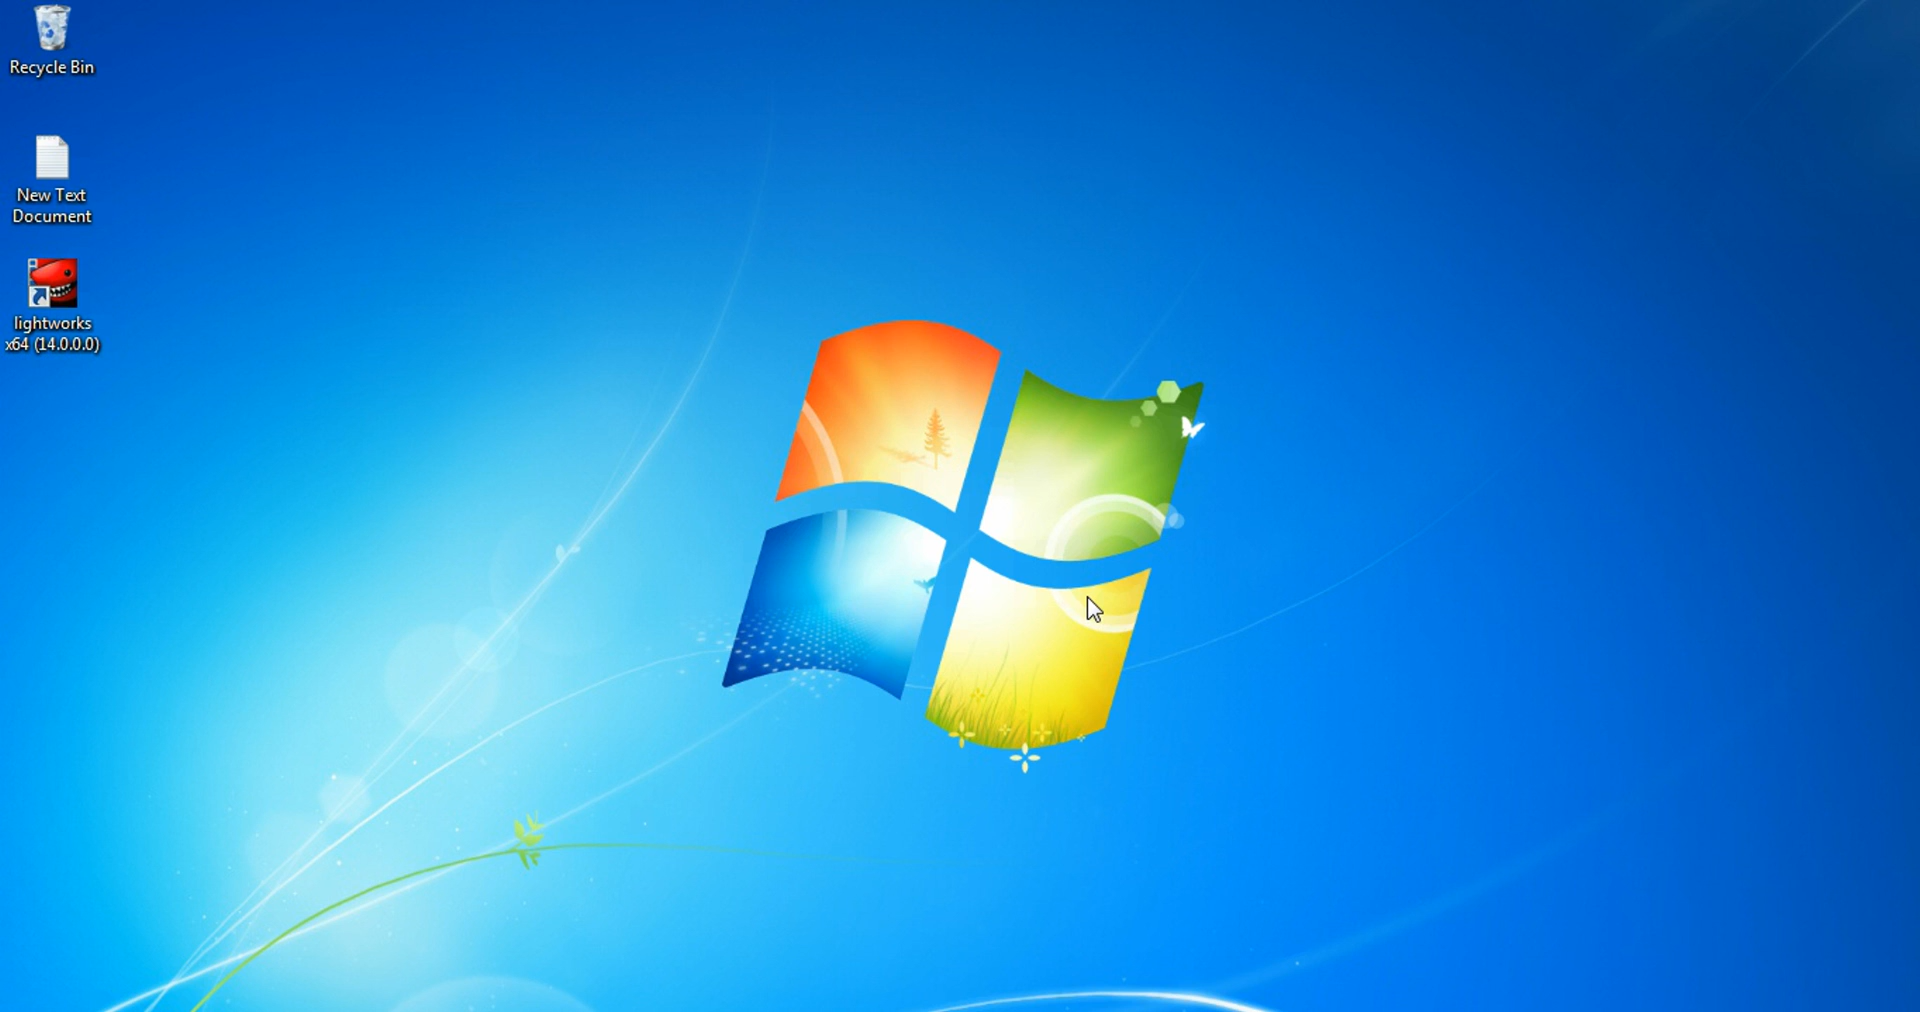 Recycle Bin
New Text
Document
lightworks
x64 (14.0.0.0)